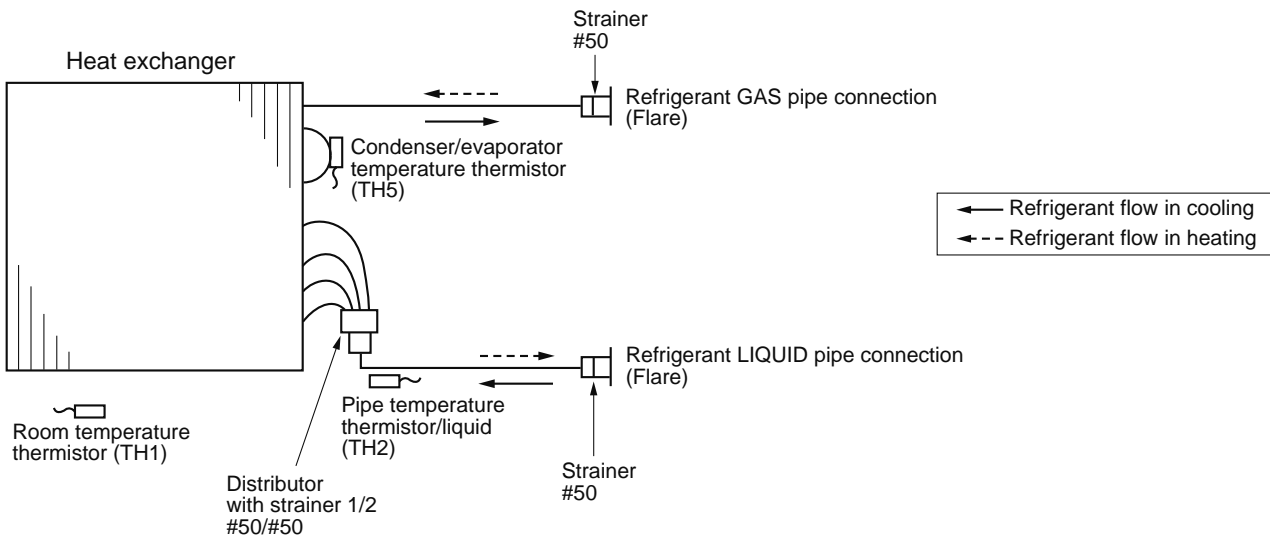 Strainer
#50
Heat exchanger
Refrigerant GAS pipe connection
(Flare)
Condenser/evaporator
temperature thermistor
(TH5)
Refrigerant flow in cooling
Refrigerant flow in heating
Refrigerant LIQUID pipe connection
(Flare)
Pipe temperature
thermistor/liquid
(TH2)
Room temperature
thermistor (TH1)
Strainer
#50
Distributor
with strainer 1/2
#50/#50